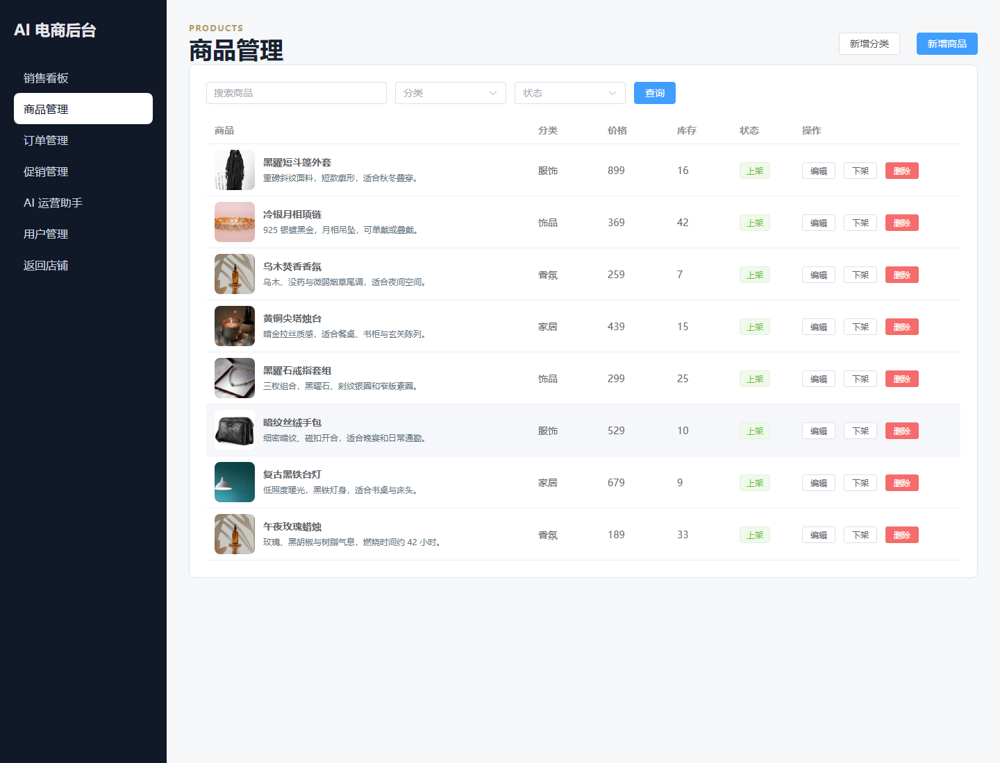 AI 电商后台
销售看板
商品管理
订单管理
促销管理
AI 运营助手
用户管理
返回店铺
PRODUCTS
商品管理
新增分类
新增商品
搜索商品
分类
状态
查询
商品 分类 价格 库存 状态 操作
黑曜短斗篷外套
重磅斜纹面料，短款廓形，适合秋冬叠穿。
服饰 899 16 上架 编辑 下架 删除
冷银月相项链
925 银镀黑金，月相吊坠，可单戴或叠戴。
饰品 369 42 上架 编辑 下架 删除
乌木焚香香氛
乌木、没药与微弱烟草尾调，适合夜间空间。
香氛 259 7 上架 编辑 下架 删除
黄铜尖塔烛台
暗金拉丝质感，适合餐桌、书柜与玄关陈列。
家居 439 15 上架 编辑 下架 删除
黑曜石戒指套组
三枚组合，黑曜石、刻纹银圈和窄版素圈。
饰品 299 25 上架 编辑 下架 删除
暗纹丝绒手包
细密暗纹、磁扣开合，适合晚宴和日常通勤。
服饰 529 10 上架 编辑 下架 删除
复古黑铁台灯
低照度暖光，黑铁灯身，适合书桌与床头。
家居 679 9 上架 编辑 下架 删除
午夜玫瑰蜡烛
玫瑰、黑胡椒与树脂气息，燃烧时间约 42 小时。
香氛 189 33 上架 编辑 下架 删除